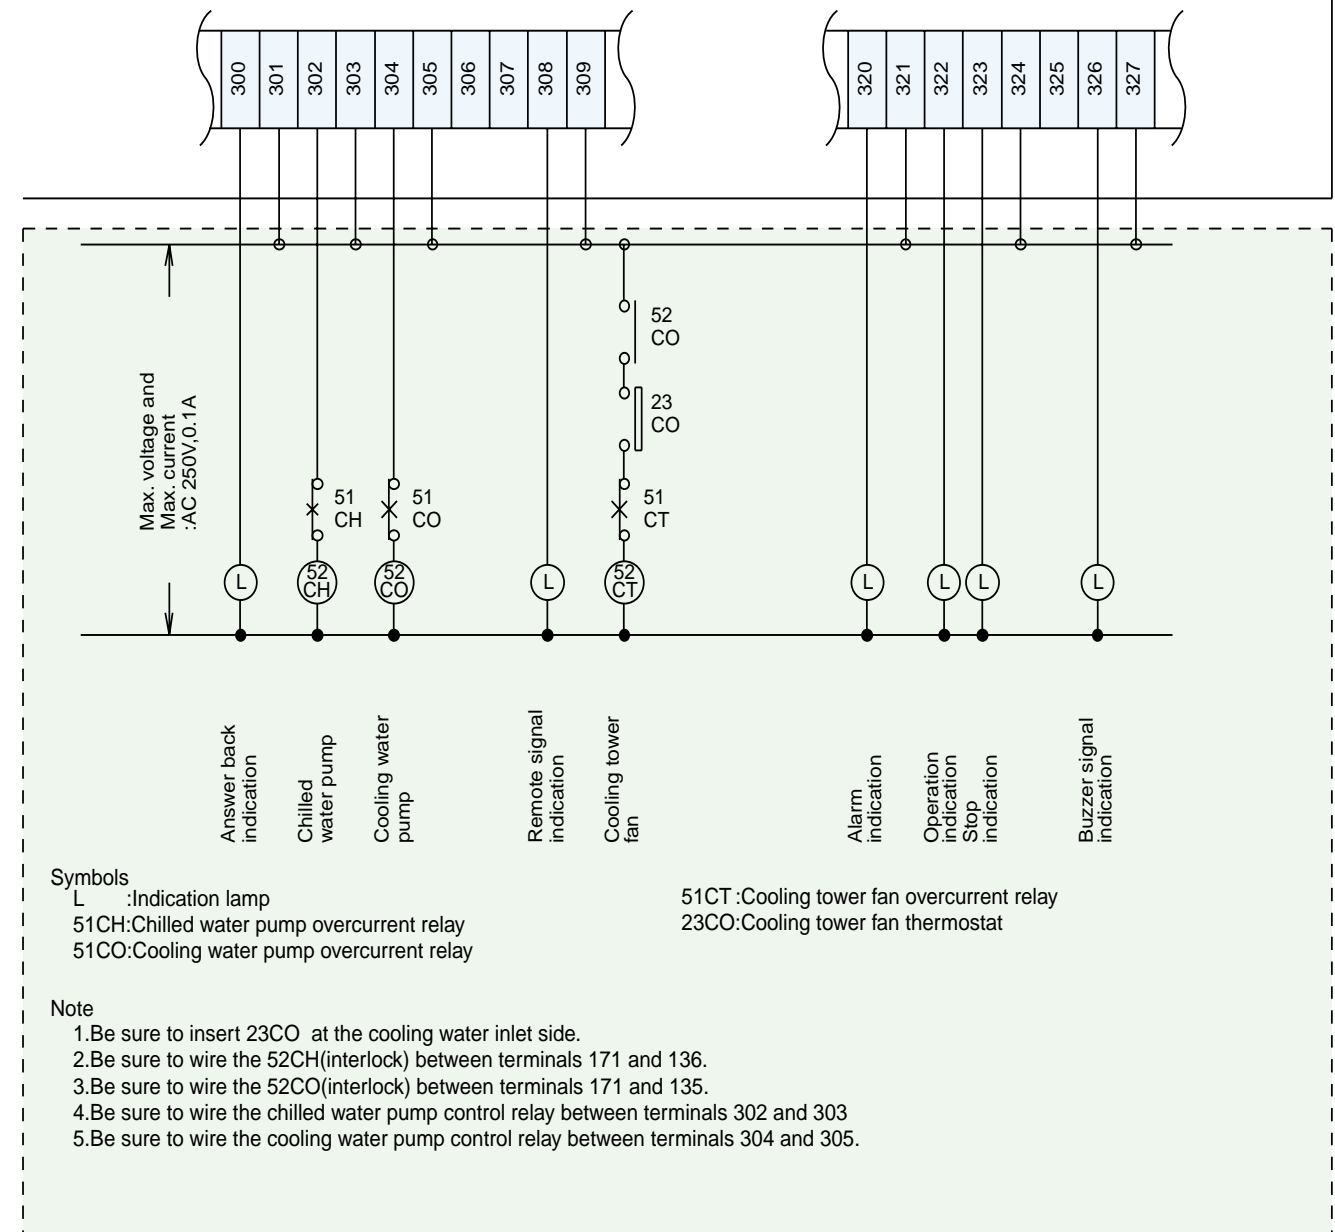 300
301
302
303
304
305
306
307
308
309
320
321
322
323
324
325
326
327
52
CO
23
CO
Max. voltage and
Max. current
:AC 250V,0.1A
51
CH
51
CO
51
CT
L
52
CH
52
CO
L
52
CT
L
L
L
L
Answer back
indication
Chilled
water pump
Cooling water
pump
Remote signal
indication
Cooling tower
fan
Alarm
indication
Operation
indication
Stop
indication
Buzzer signal
indication
Symbols
L :Indication lamp
51CH:Chilled water pump overcurrent relay
51CO:Cooling water pump overcurrent relay
51CT :Cooling tower fan overcurrent relay
23CO:Cooling tower fan thermostat
Note
1.Be sure to insert 23CO at the cooling water inlet side.
2.Be sure to wire the 52CH(interlock) between terminals 171 and 136.
3.Be sure to wire the 52CO(interlock) between terminals 171 and 135.
4.Be sure to wire the chilled water pump control relay between terminals 302 and 303
5.Be sure to wire the cooling water pump control relay between terminals 304 and 305.